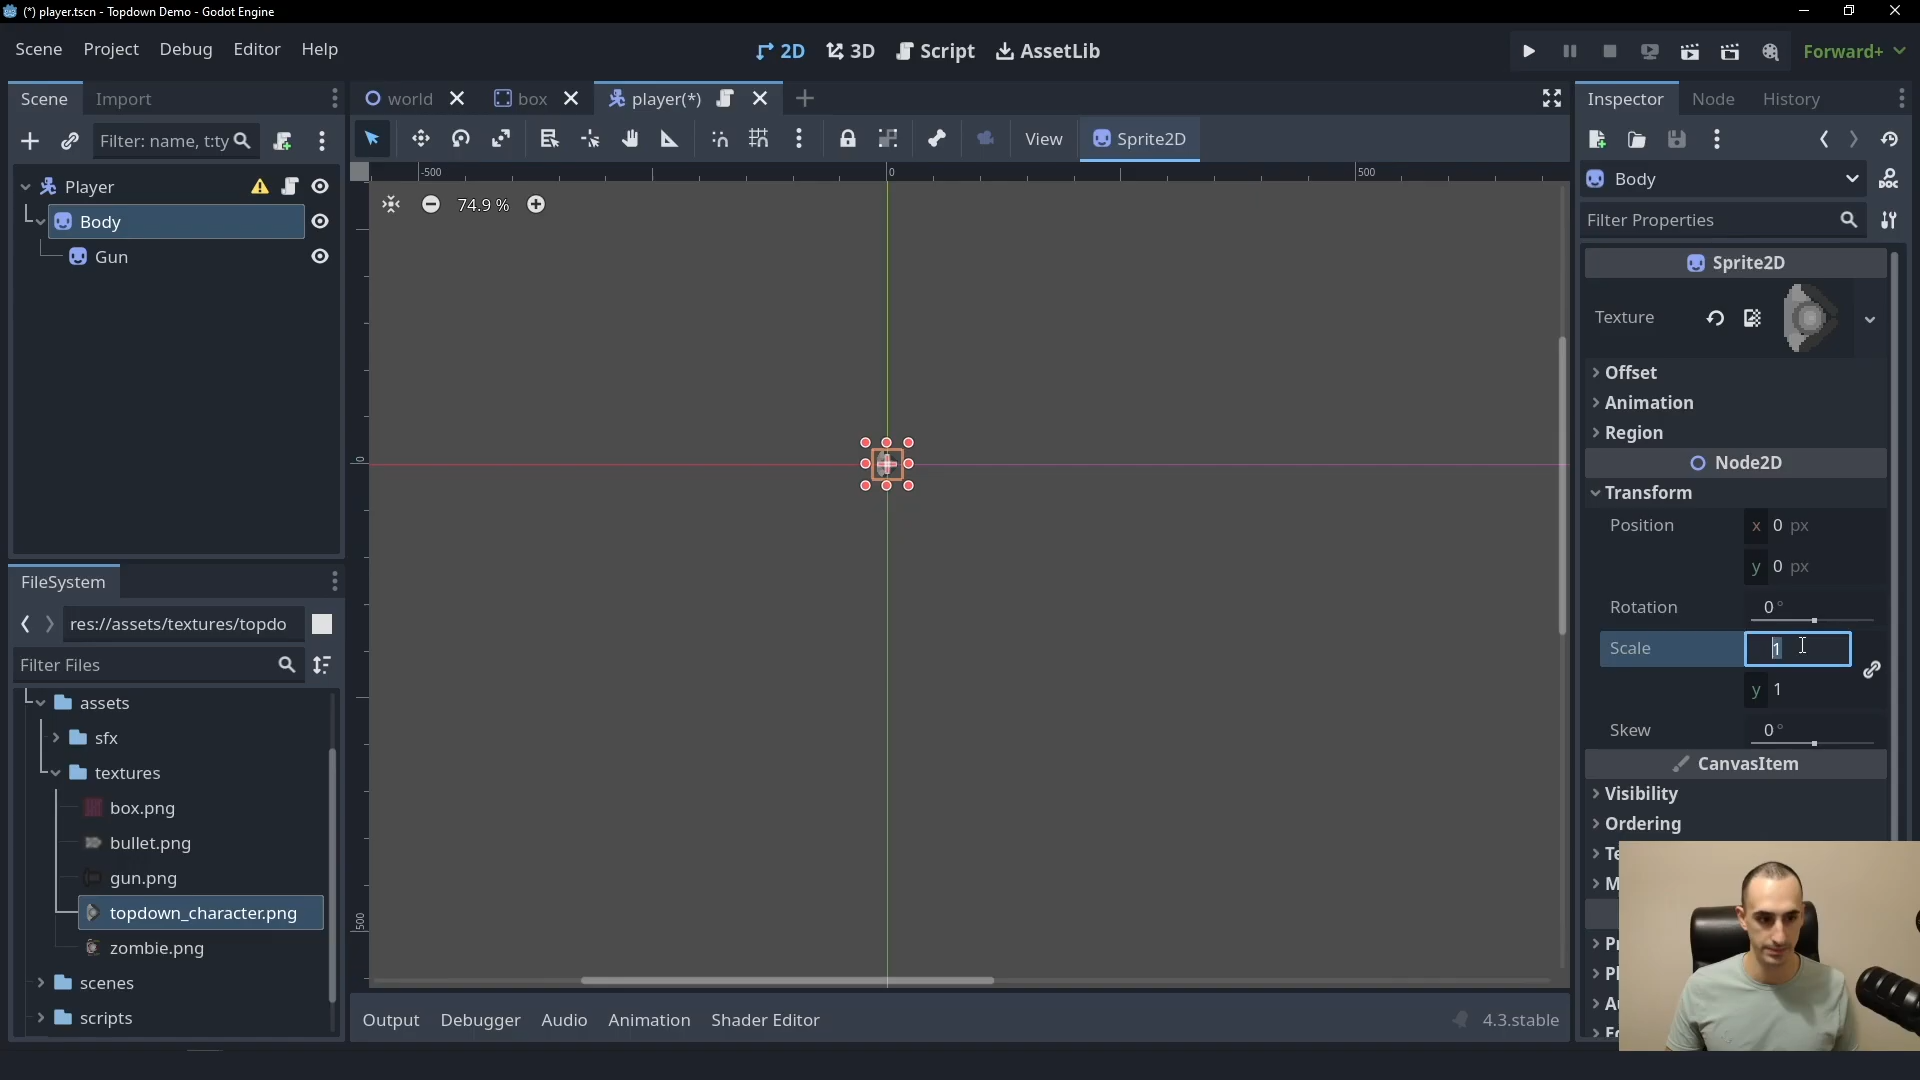 (*) player.tscn - Topdown Demo - Godot Engine
Scene Project Debug Editor Help
2D 3D Script AssetLib
Forward+
Scene Import
Filter: name, t:ty
Player
Body
Gun
FileSystem
res://assets/textures/topdo
Filter Files
assets
sfx
textures
box.png
bullet.png
gun.png
topdown_character.png
zombie.png
scenes
scripts
world box player(*)
View Sprite2D
-500 0 500
74.9 %
0
500
Output Debugger Audio Animation Shader Editor 4.3.stable
Inspector Node History
Body
Filter Properties
Sprite2D
Texture
Offset
Animation
Region
Node2D
Transform
Position x 0 px
y 0 px
Rotation 0 °
Scale 1
y 1
Skew 0 °
CanvasItem
Visibility
Ordering